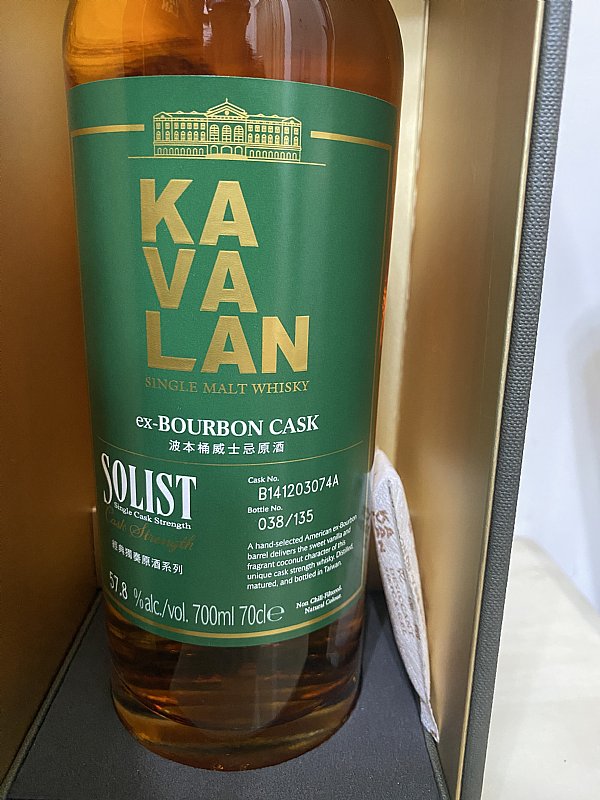 KA
VA
LAN
SINGLE MALT WHISKY
ex-BOURBON CASK
波本桶威士忌原酒
SOLIST
Single Cask Strength
Cask Strength
經典獨奏原酒系列
Cask No.
B141203074A
Bottle No.
038/135
A hand-selected American ex-Bourbon
barrel delivers the sweet vanilla and
fragrant coconut character of this
unique cask strength whisky. Distilled,
matured, and bottled in Taiwan.
57.8 %alc./vol. 700ml 70cl℮
Non Chill-Filtered,
Natural Colour.